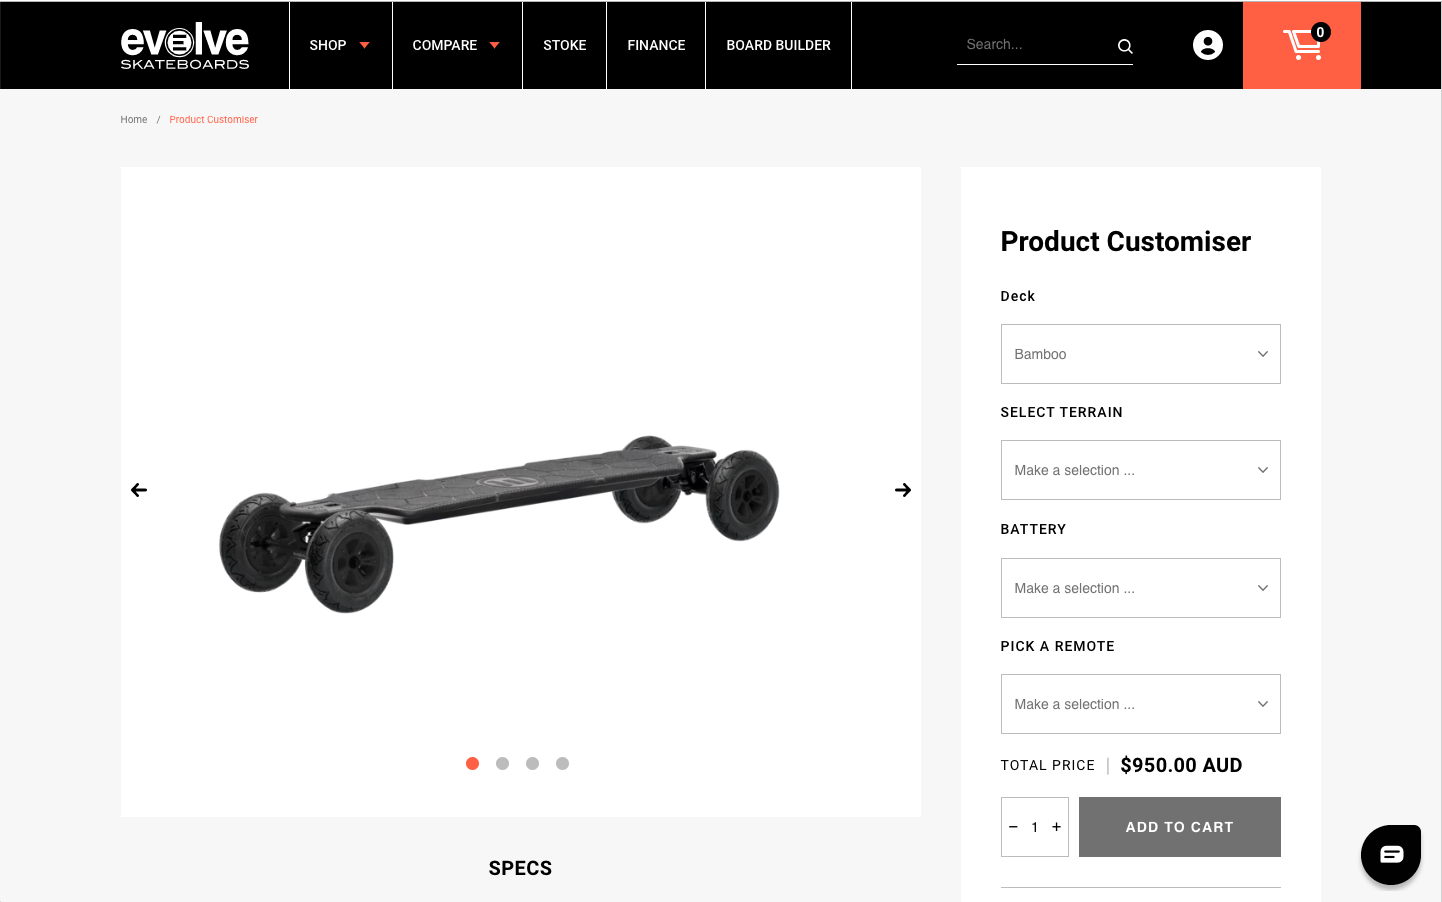 evolve
SKATEBOARDS
SHOP
COMPARE
STOKE
FINANCE
BOARD BUILDER
Search...
0
Home / Product Customiser
Product Customiser
Deck
Bamboo
SELECT TERRAIN
Make a selection ...
BATTERY
Make a selection ...
PICK A REMOTE
Make a selection ...
TOTAL PRICE | $950.00 AUD
− 1 +
ADD TO CART
SPECS